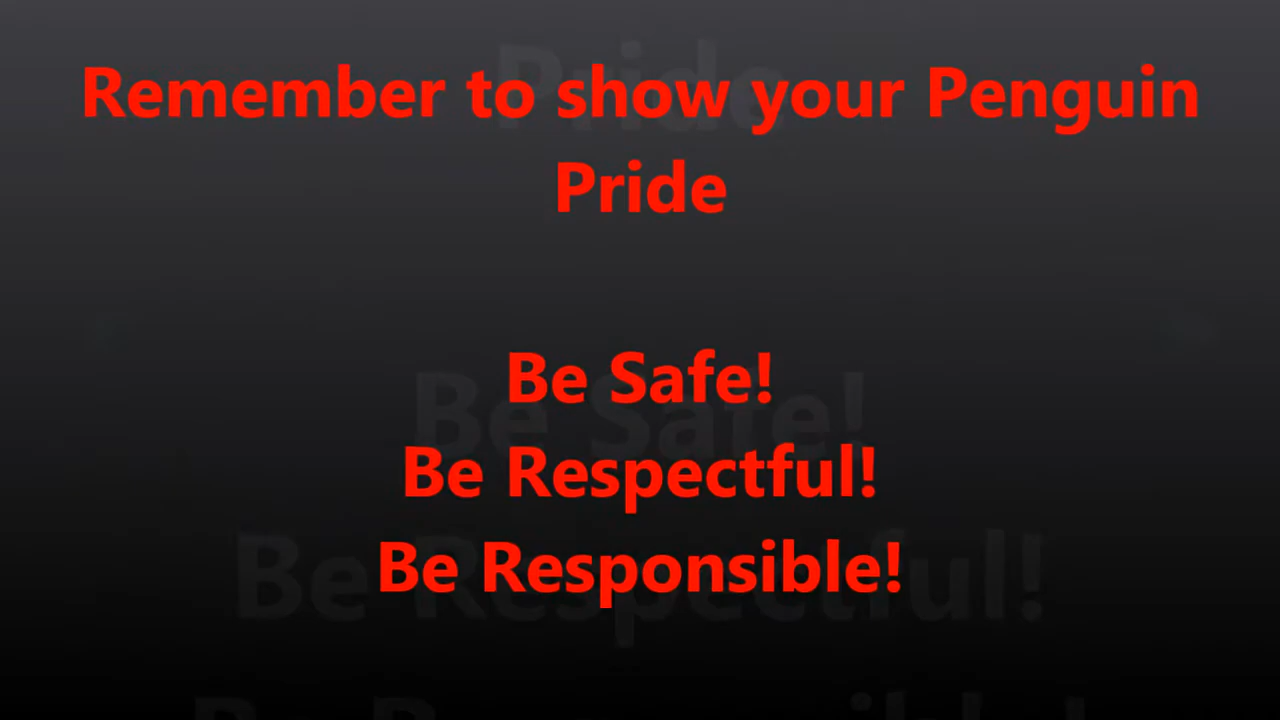 Remember to show your Penguin
Pride
Be Safe!
Be Respectful!
Be Responsible!